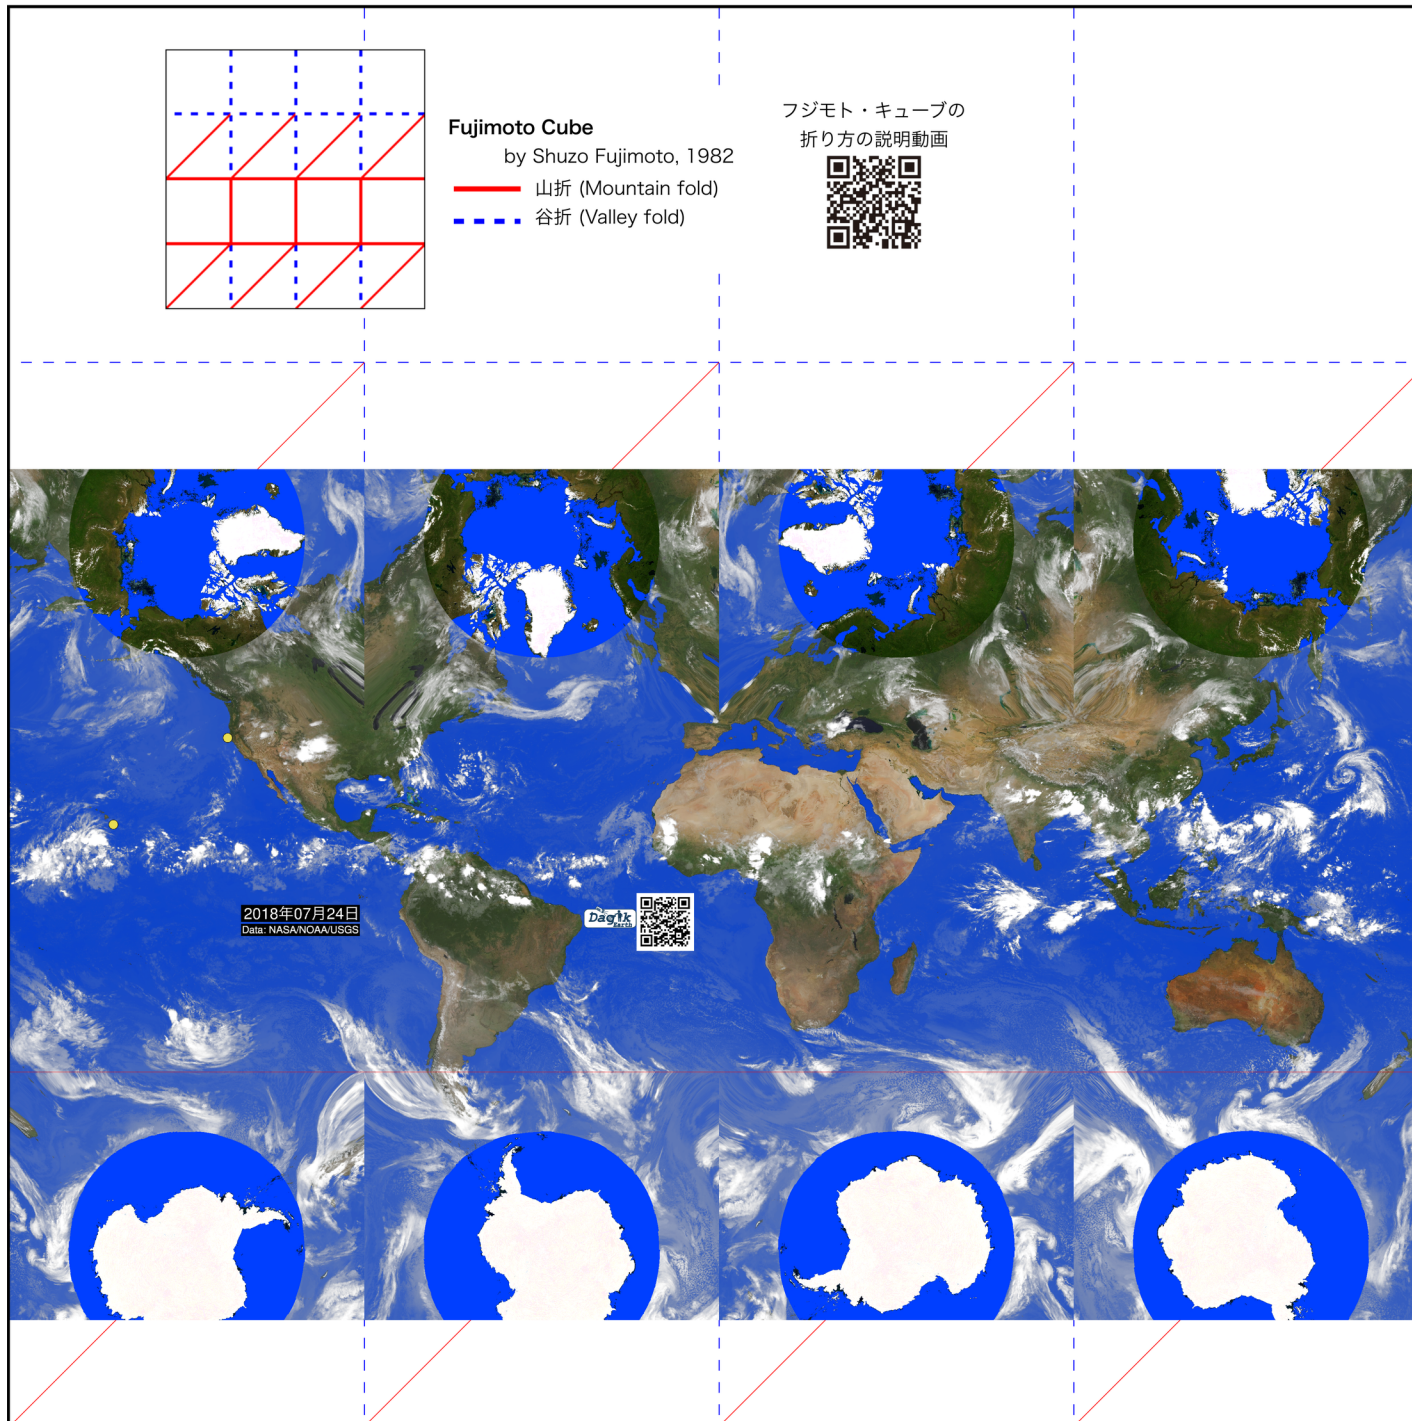 Fujimoto Cube
by Shuzo Fujimoto, 1982
山折 (Mountain fold)
谷折 (Valley fold)
フジモト・キューブの
折り方の説明動画
2018年07月24日
Data: NASA/NOAA/USGS
Dagik
Earth